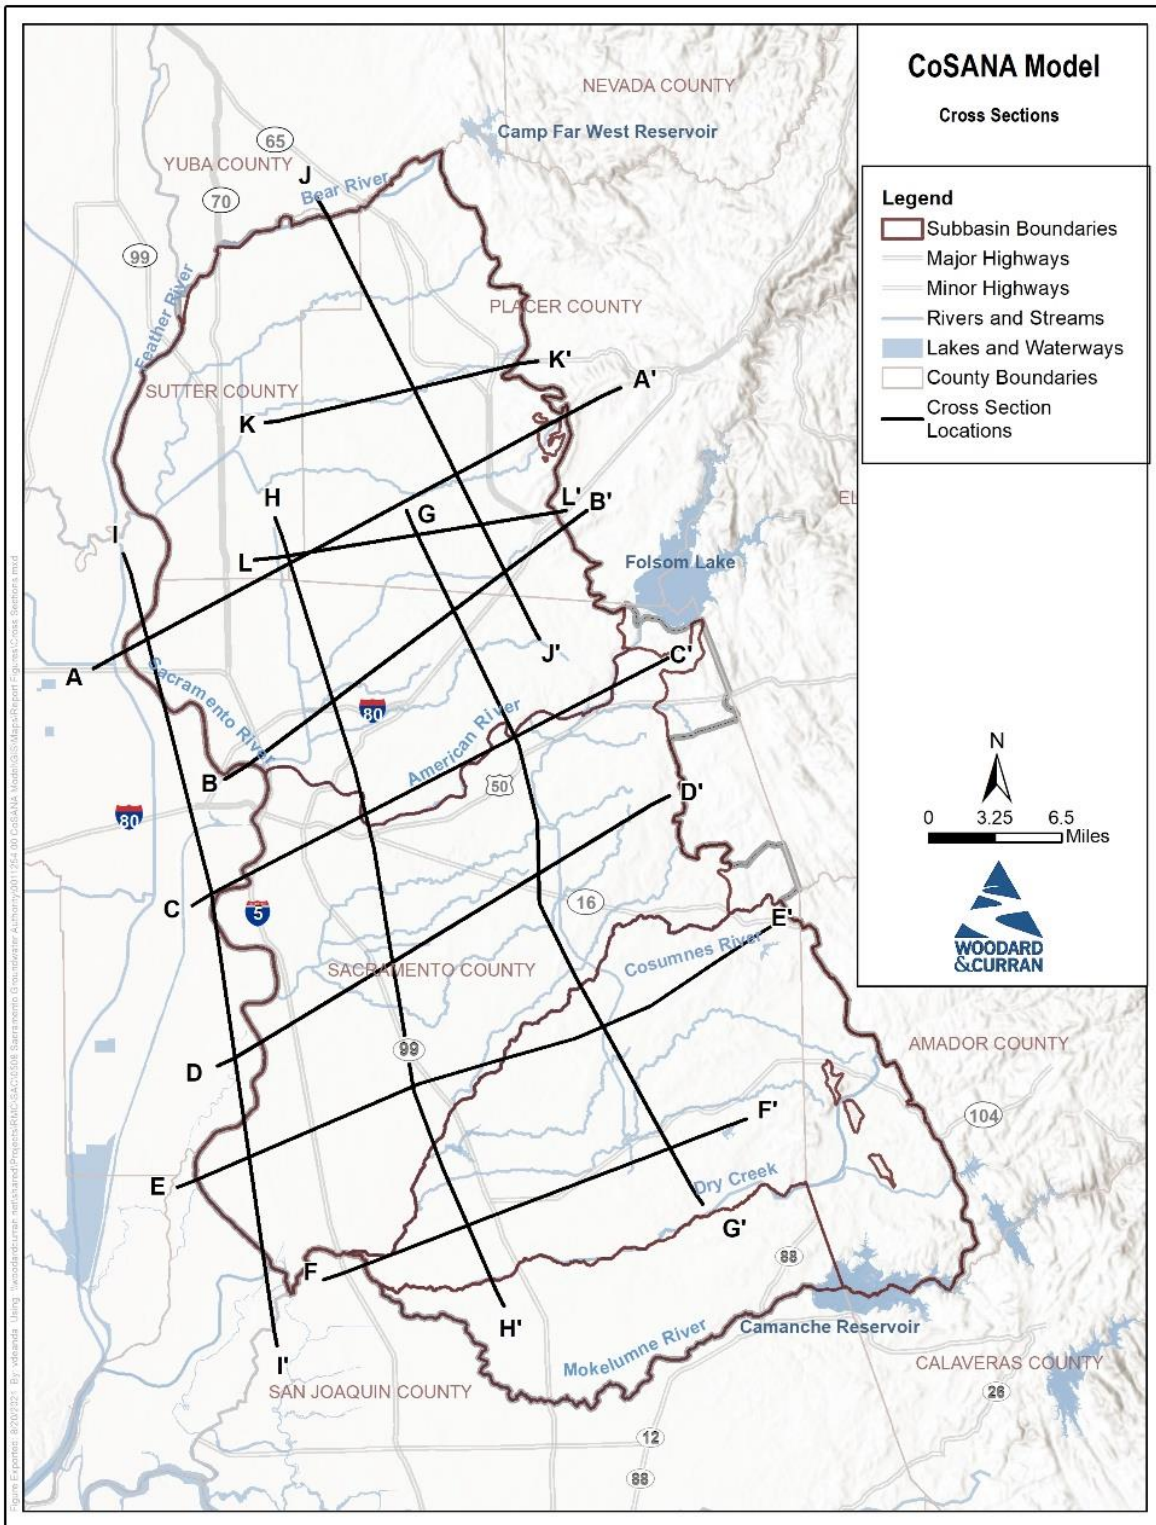 CoSANA Model
Cross Sections
Legend
Subbasin Boundaries
Major Highways
Minor Highways
Rivers and Streams
Lakes and Waterways
County Boundaries
Cross Section
Locations
N
0 3.25 6.5
Miles
WOODARD
&CURRAN
NEVADA COUNTY
Camp Far West Reservoir
65
YUBA COUNTY
J
Bear River
70
99
Feather River
PLACER COUNTY
K'
A'
SUTTER COUNTY
K
H
G
L'
B'
I
L
EL
Folsom Lake
J'
C'
A
Sacramento River
80
American River
B
50
D'
80
C
5
16
E'
Cosumnes River
SACRAMENTO COUNTY
99
D
AMADOR COUNTY
F'
104
E
Dry Creek
G'
88
F
H'
Camanche Reservoir
I'
Mokelumne River
CALAVERAS COUNTY
SAN JOAQUIN COUNTY
26
12
88